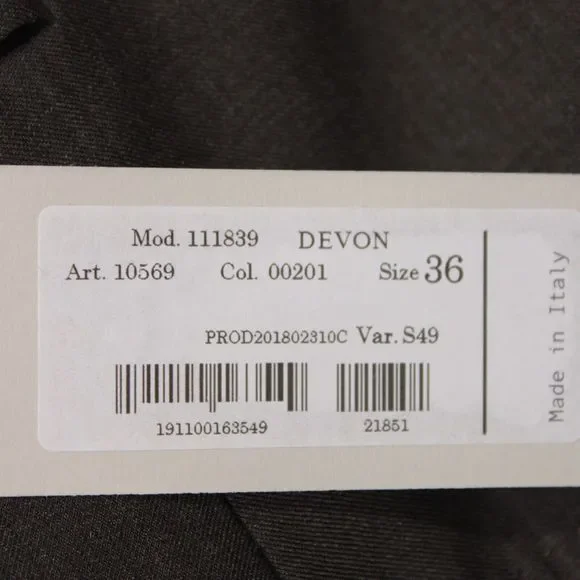 Mod. 111839 DEVON
Art. 10569 Col. 00201 Size 36
PROD201802310C Var. S49
191100163549 21851
Made in Italy